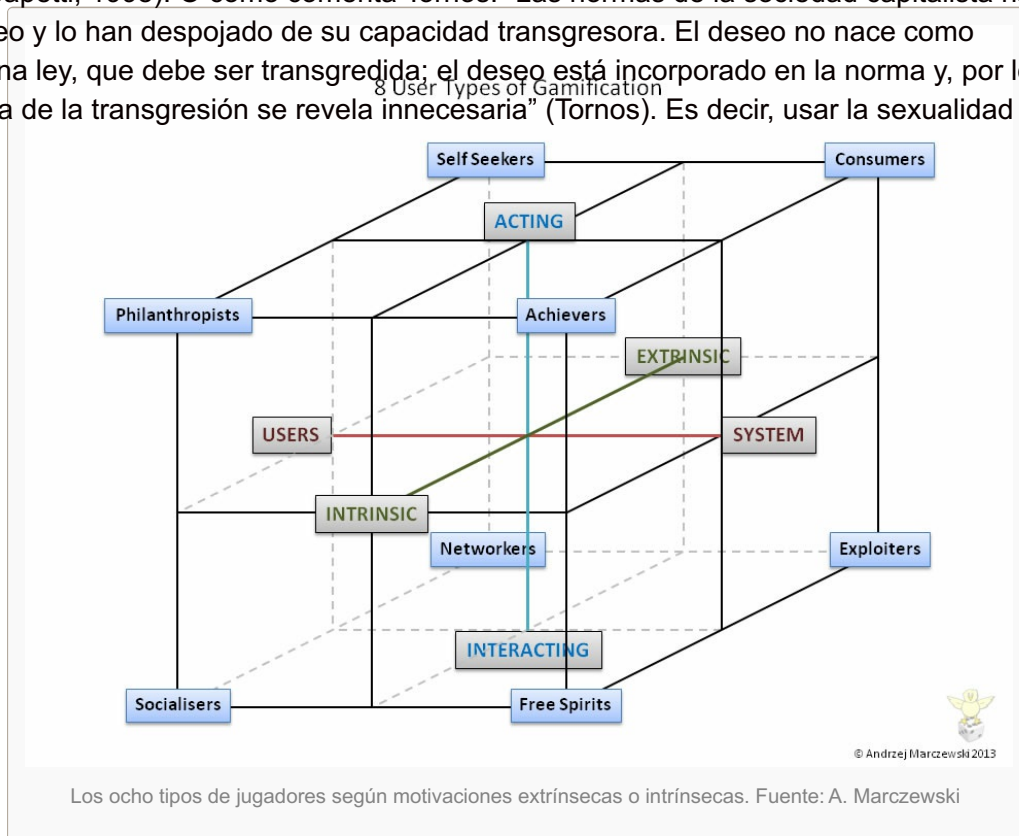 eo y lo han despojado de su capacidad transgresora. El deseo no nace como
na ley, que debe ser transgredida; el deseo está incorporado en la norma y, por
8 User Types of Gamification
a de la transgresión se revela innecesaria” (Tornos). Es decir, usar la sexualidad
Self Seekers
Consumers
ACTING
Philanthropists
Achievers
EXTRINSIC
USERS
SYSTEM
INTRINSIC
Networkers
Exploiters
INTERACTING
Socialisers
Free Spirits
© Andrzej Marczewski 2013
Los ocho tipos de jugadores según motivaciones extrínsecas o intrínsecas. Fuente: A. Marczewski